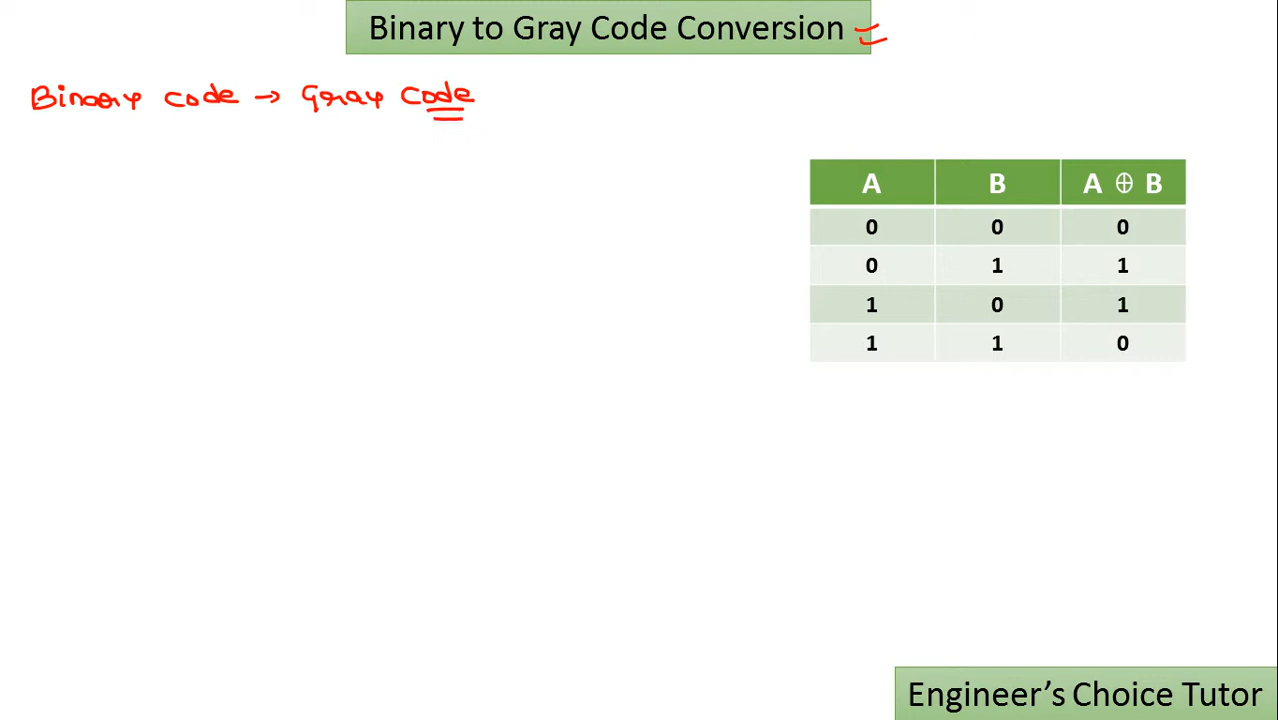 Binary to Gray Code Conversion
Binary code → Gray Code
A B A ⊕ B
0 0 0
0 1 1
1 0 1
1 1 0
Engineer's Choice Tutor